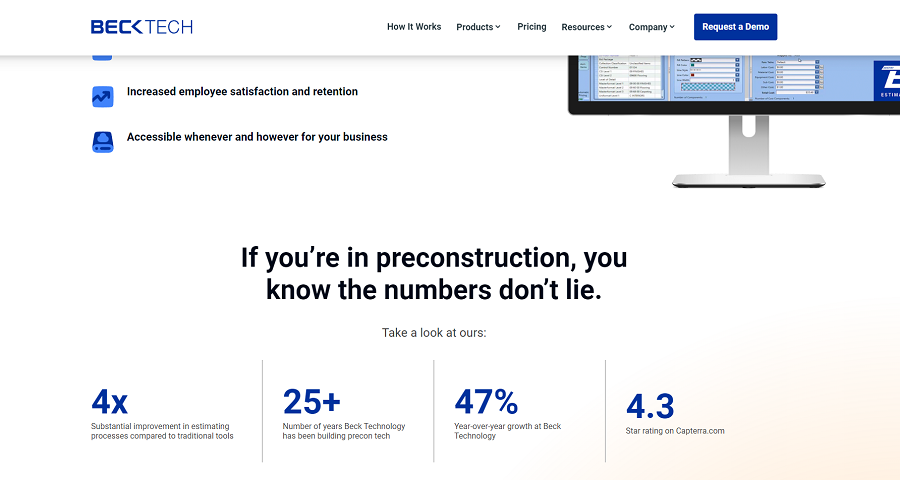 BECKTECH
How It Works
Products
Pricing
Resources
Company
Request a Demo
Increased employee satisfaction and retention
Accessible whenever and however for your business
If you’re in preconstruction, you
know the numbers don’t lie.
Take a look at ours:
4x
Substantial improvement in estimating
processes compared to traditional tools
25+
Number of years Beck Technology
has been building precon tech
47%
Year-over-year growth at Beck
Technology
4.3
Star rating on Capterra.com